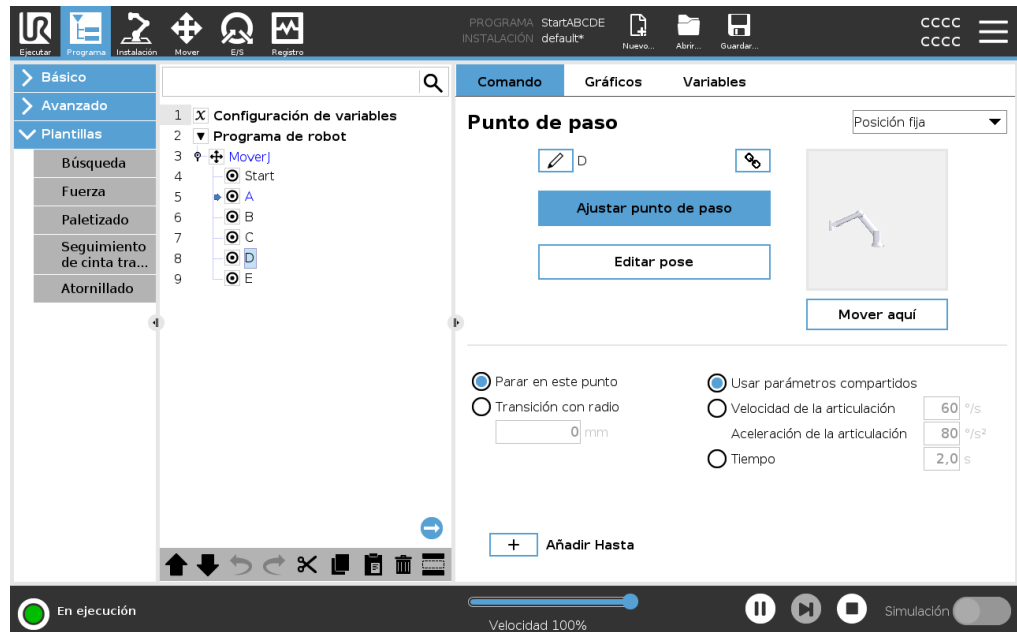 UR
PROGRAMA StartABCDE
INSTALACIÓN default*
CCCC
CCCC
Ejecutar
Programa
Instalación
Mover
E/S
Registro
Nuevo...
Abrir...
Guardar...
Básico
Avanzado
Plantillas
Búsqueda
Fuerza
Paletizado
Seguimiento
de cinta tra...
Atornillado
1 X Configuración de variables
2 Programa de robot
3 MoverJ
4 Start
5 A
6 B
7 C
8 D
9 E
Comando
Gráficos
Variables
Punto de paso
Posición fija
D
Ajustar punto de paso
Editar pose
Mover aquí
Parar en este punto
Transición con radio
0 mm
Usar parámetros compartidos
Velocidad de la articulación 60 °/s
Aceleración de la articulación 80 °/s²
Tiempo 2,0 s
+ Añadir Hasta
En ejecución
Velocidad 100%
Simulación